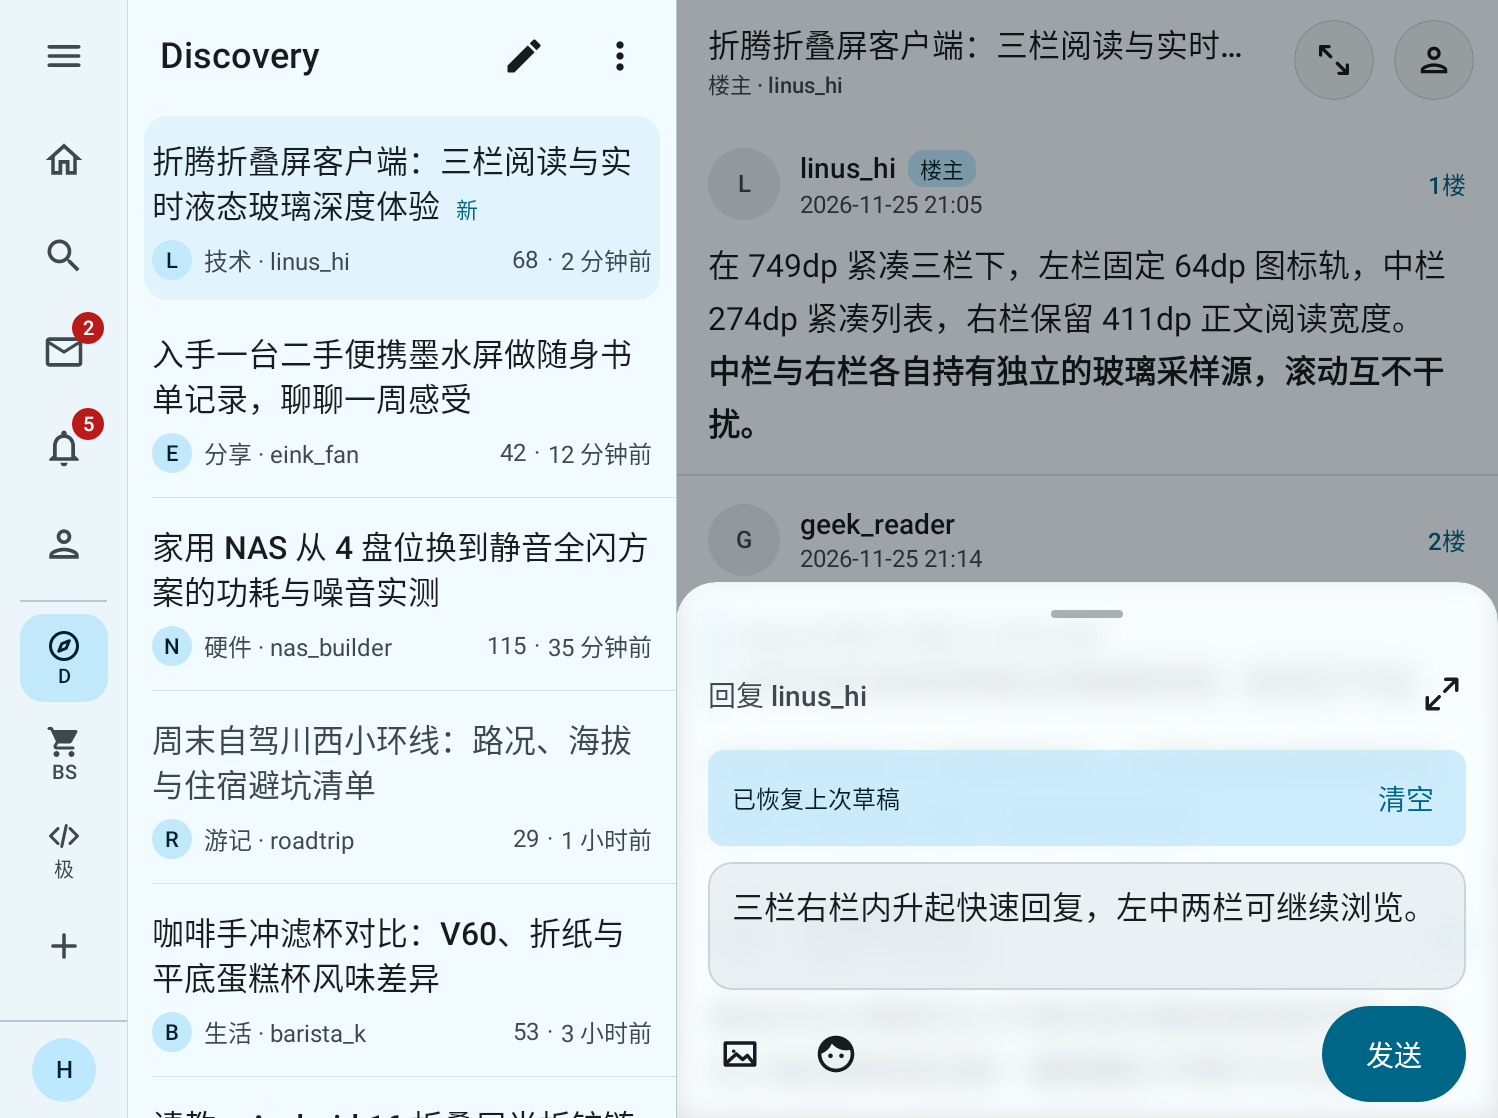 2
5
D
BS
极
H
Discovery
折腾折叠屏客户端：三栏阅读与实
时液态玻璃深度体验 新
L 技术 · linus_hi 68 · 2 分钟前
入手一台二手便携墨水屏做随身书
单记录，聊聊一周感受
E 分享 · eink_fan 42 · 12 分钟前
家用 NAS 从 4 盘位换到静音全闪方
案的功耗与噪音实测
N 硬件 · nas_builder 115 · 35 分钟前
周末自驾川西小环线：路况、海拔
与住宿避坑清单
R 游记 · roadtrip 29 · 1 小时前
咖啡手冲滤杯对比：V60、折纸与
平底蛋糕杯风味差异
B 生活 · barista_k 53 · 3 小时前
折腾折叠屏客户端：三栏阅读与实时…
楼主 · linus_hi
L linus_hi 楼主 1楼
2026-11-25 21:05
在 749dp 紧凑三栏下，左栏固定 64dp 图标轨，中栏
274dp 紧凑列表，右栏保留 411dp 正文阅读宽度。
中栏与右栏各自持有独立的玻璃采样源，滚动互不干
扰。
G geek_reader 2楼
2026-11-25 21:14
回复 linus_hi
已恢复上次草稿 清空
三栏右栏内升起快速回复，左中两栏可继续浏览。
发送